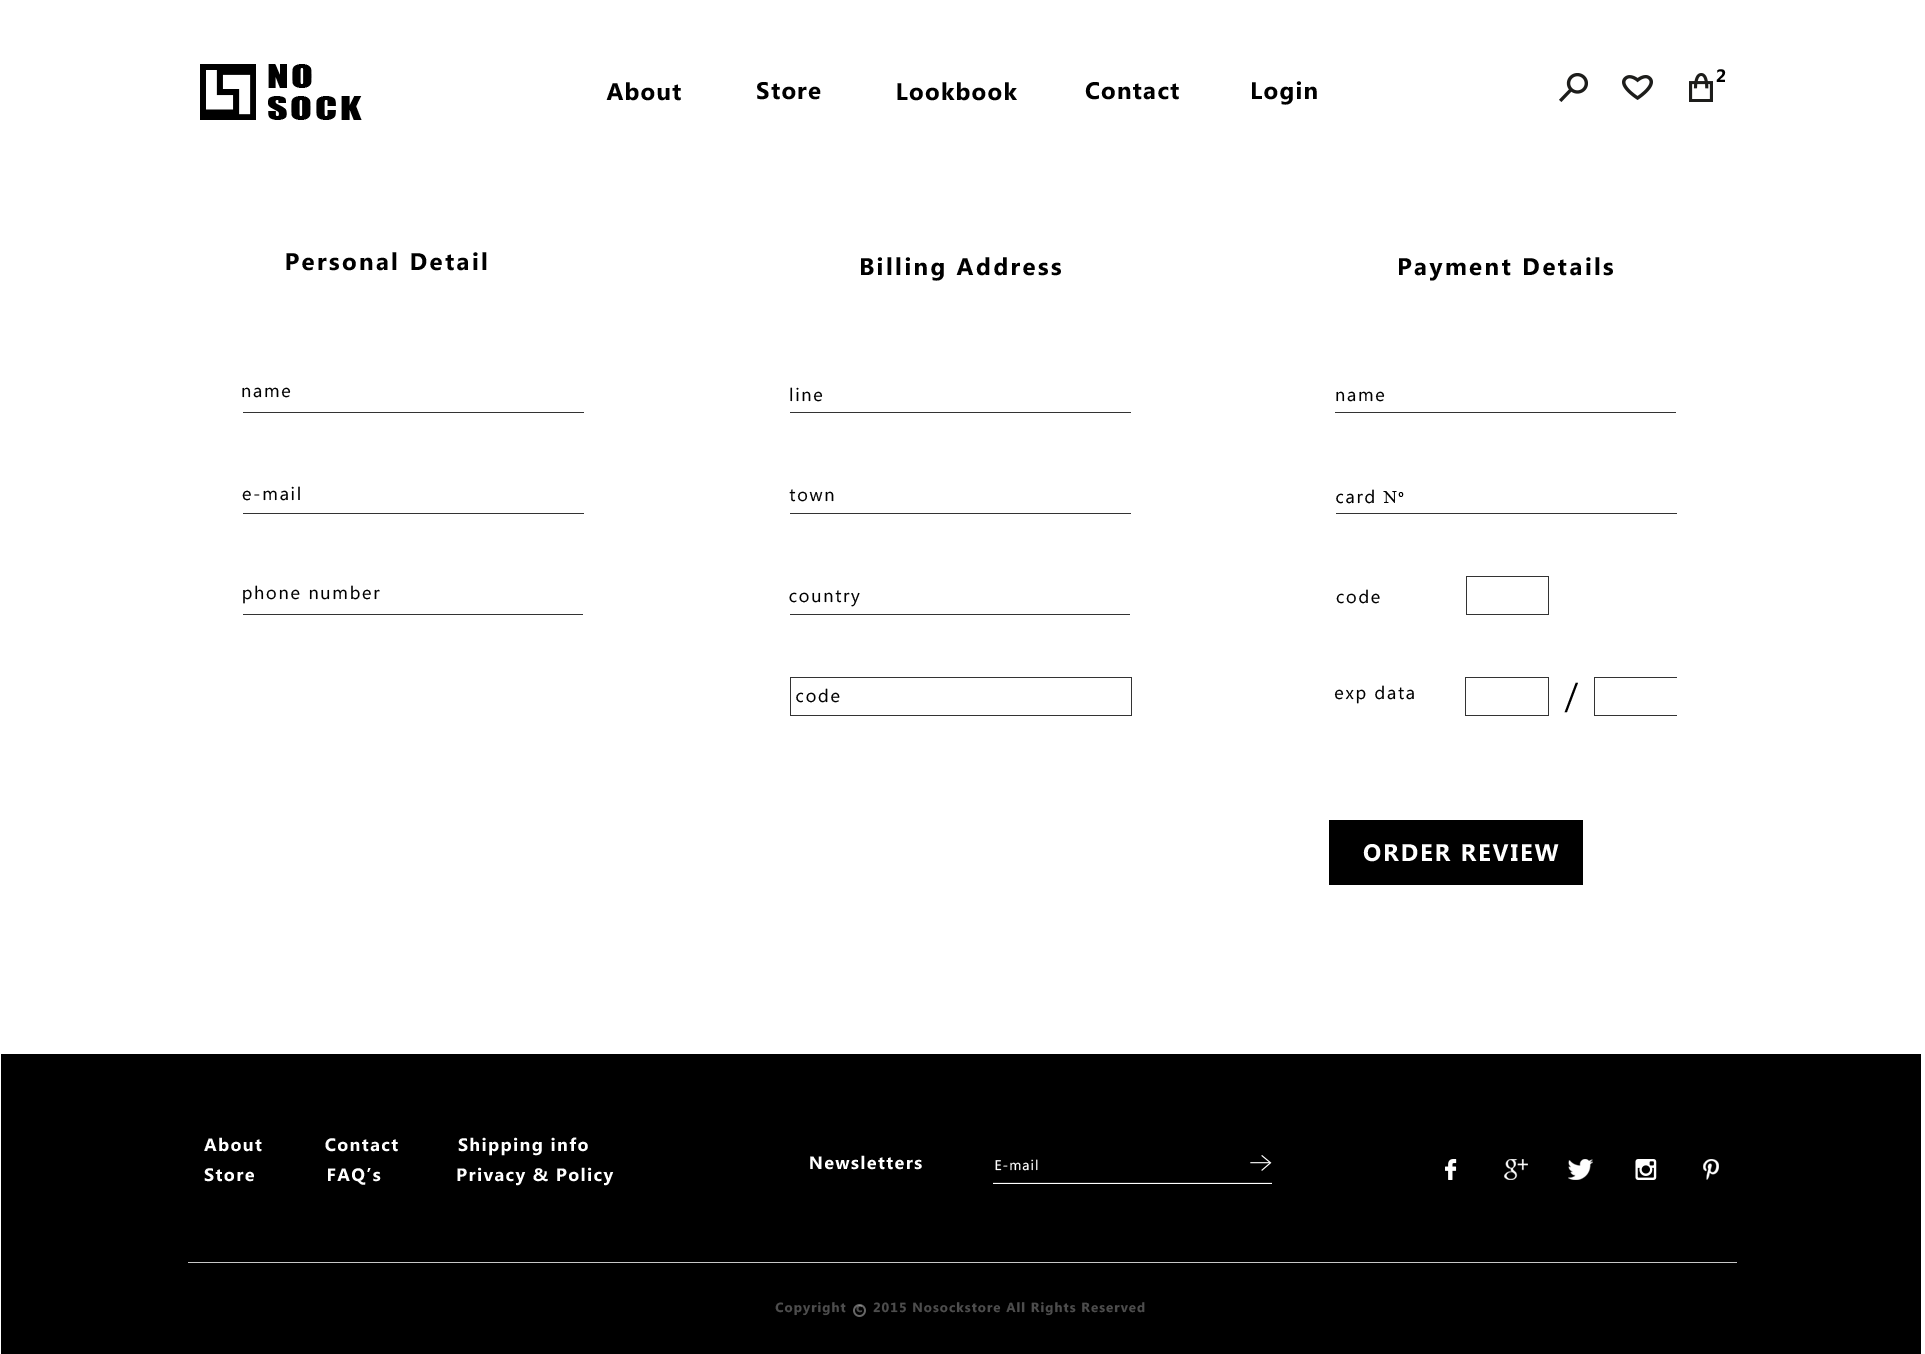 NO
SOCK
About
Store
Lookbook
Contact
Login
2
Personal Detail
name
e-mail
phone number
Billing Address
line
town
country
code
Payment Details
name
card Nº
code
exp data
/
ORDER REVIEW
About
Contact
Shipping info
Store
FAQ’s
Privacy & Policy
Newsletters
E-mail
f
g+
Copyright © 2015 Nosockstore All Rights Reserved